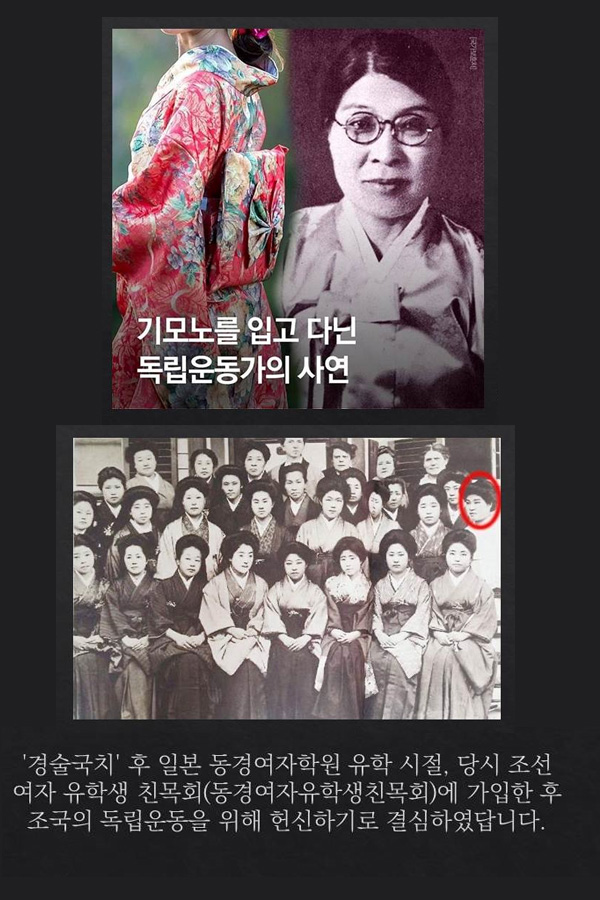 기모노를 입고 다닌
독립운동가의 사연
'경술국치' 후 일본 동경여자학원 유학 시절, 당시 조선
여자 유학생 친목회(동경여자유학생친목회)에 가입한 후
조국의 독립운동을 위해 헌신하기로 결심하였답니다.